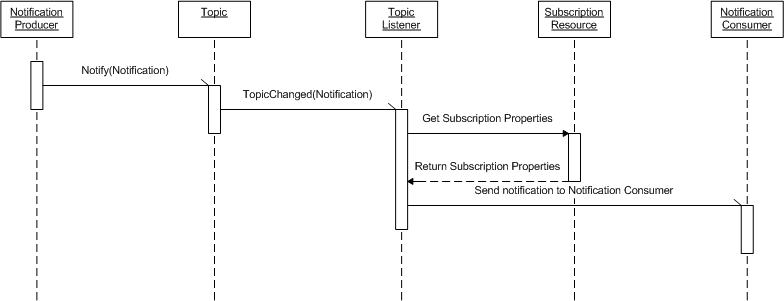 Notification
Producer
Topic
Topic
Listener
Subscription
Resource
Notification
Consumer
Notify(Notification)
TopicChanged(Notification)
Get Subscription Properties
Return Subscription Properties
Send notification to Notification Consumer